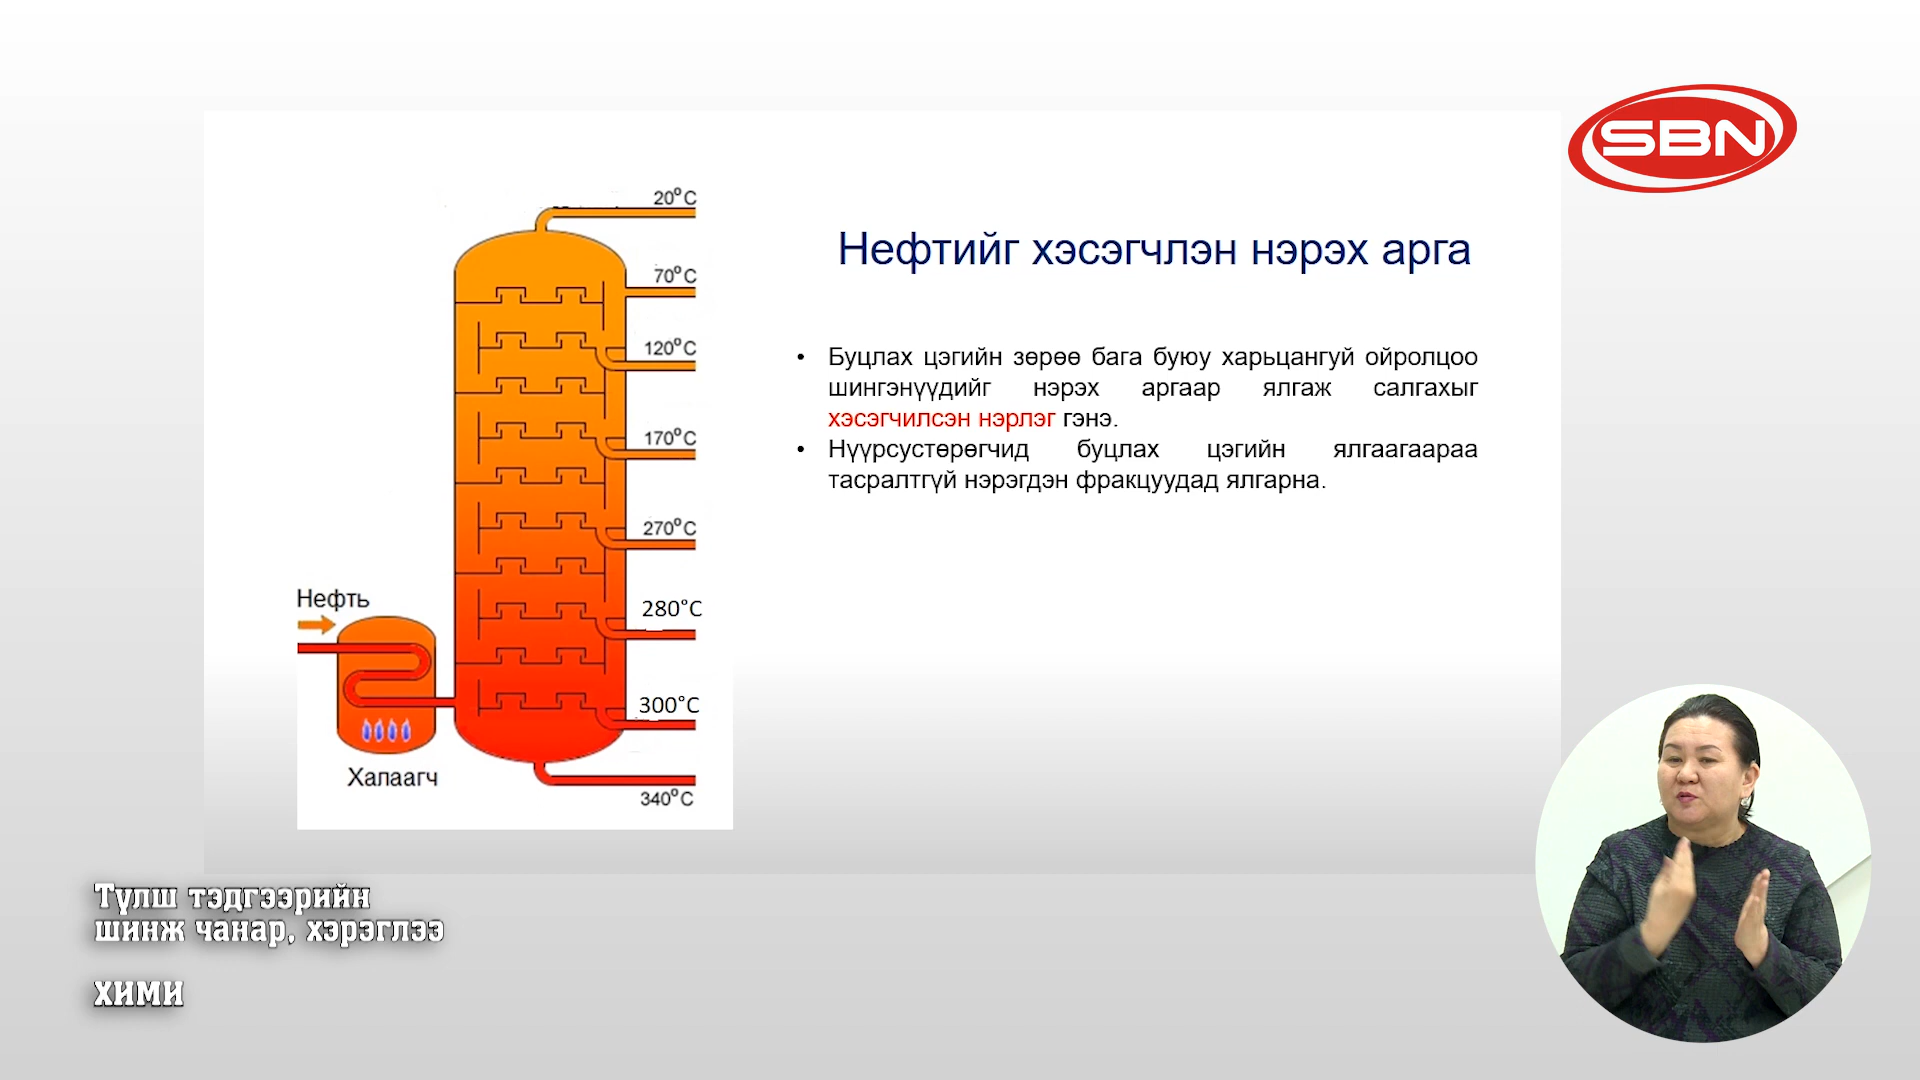 SBN
20°C
70°C
120°C
170°C
270°C
280°C
300°C
340°C
Нефть
Халаагч
Нефтийг хэсэгчлэн нэрэх арга
• Буцлах цэгийн зөрөө бага буюу харьцангуй ойролцоо
шингэнүүдийг нэрэх аргаар ялгаж салгахыг
хэсэгчилсэн нэрлэг гэнэ.
• Нүүрсустөрөгчид буцлах цэгийн ялгаагаараа
тасралтгүй нэрэгдэн фракцуудад ялгарна.
Түлш тэдгээрийн
шинж чанар, хэрэглээ
ХИМИ